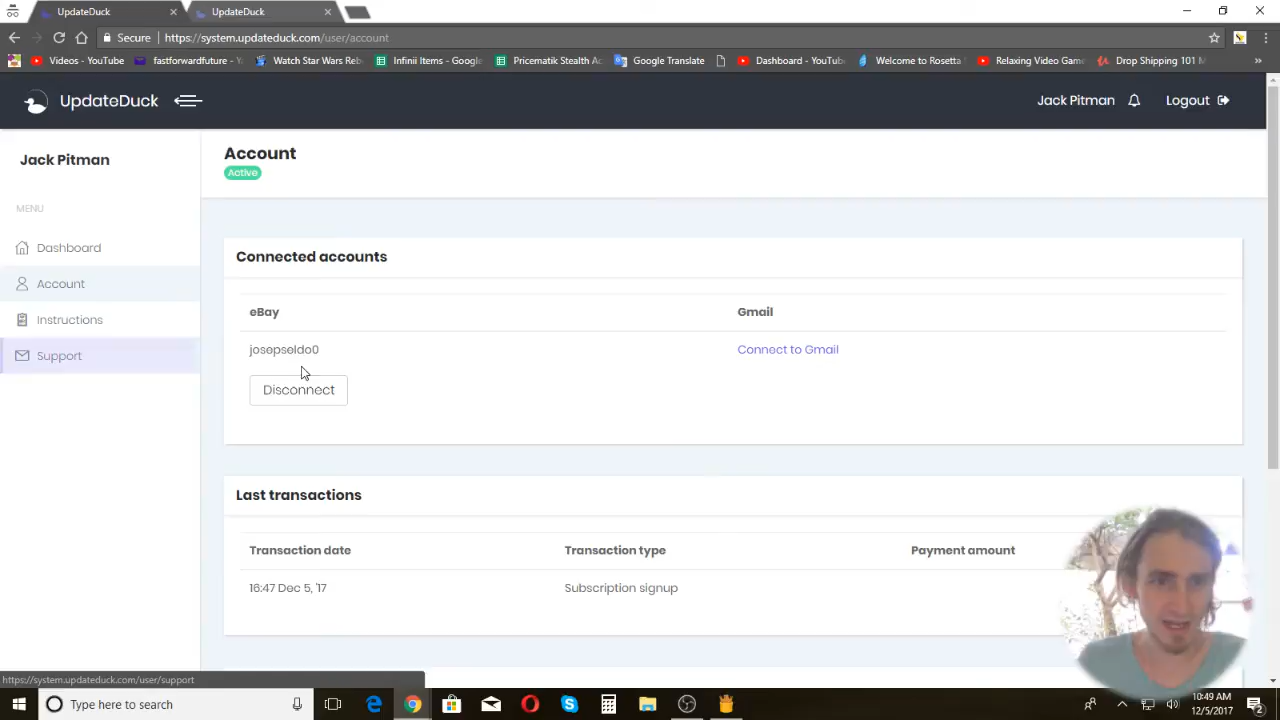 UpdateDuck
UpdateDuck
Secure https://system.updateduck.com/user/account
Videos - YouTube
fastforwardfuture - Y
Watch Star Wars Reb
Infinii Items - Google
Pricematik Stealth Ac
Google Translate
Dashboard - YouTub
Welcome to Rosetta
Relaxing Video Gam
Drop Shipping 101 M
»
UpdateDuck
Jack Pitman
Logout
Jack Pitman
MENU
Dashboard
Account
Instructions
Support
Account
Active
Connected accounts
eBay Gmail
josepseldo0 Connect to Gmail
Disconnect
Last transactions
Transaction date Transaction type Payment amount
16:47 Dec 5, '17 Subscription signup
https://system.updateduck.com/user/support
Type here to search
10:49 AM
12/5/2017
2